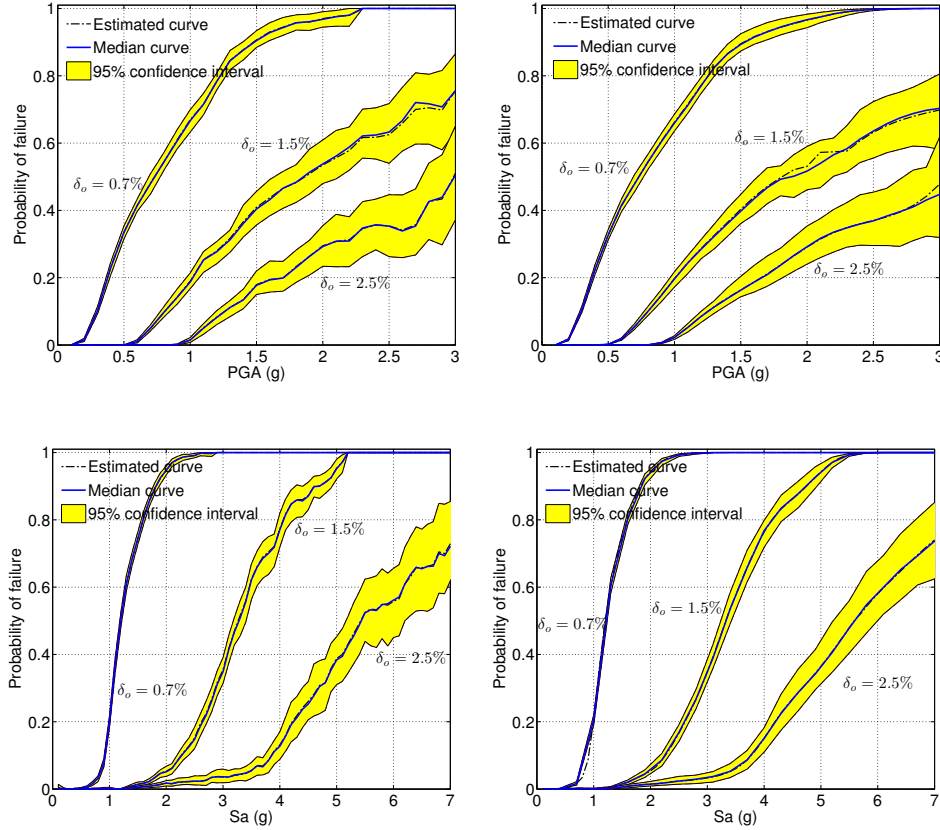 Estimated curve
Median curve
95% confidence interval
Probability of failure
1
0.8
0.6
0.4
0.2
0
δo = 0.7%
δo = 1.5%
δo = 2.5%
0 0.5 1 1.5 2 2.5 3
PGA (g)
Estimated curve
Median curve
95% confidence interval
Probability of failure
1
0.8
0.6
0.4
0.2
0
δo = 0.7%
δo = 1.5%
δo = 2.5%
0 0.5 1 1.5 2 2.5 3
PGA (g)
Estimated curve
Median curve
95% confidence interval
Probability of failure
1
0.8
0.6
0.4
0.2
0
δo = 1.5%
δo = 2.5%
δo = 0.7%
0 1 2 3 4 5 6 7
Sa (g)
Estimated curve
Median curve
95% confidence interval
Probability of failure
1
0.8
0.6
0.4
0.2
0
δo = 1.5%
δo = 0.7%
δo = 2.5%
0 1 2 3 4 5 6 7
Sa (g)